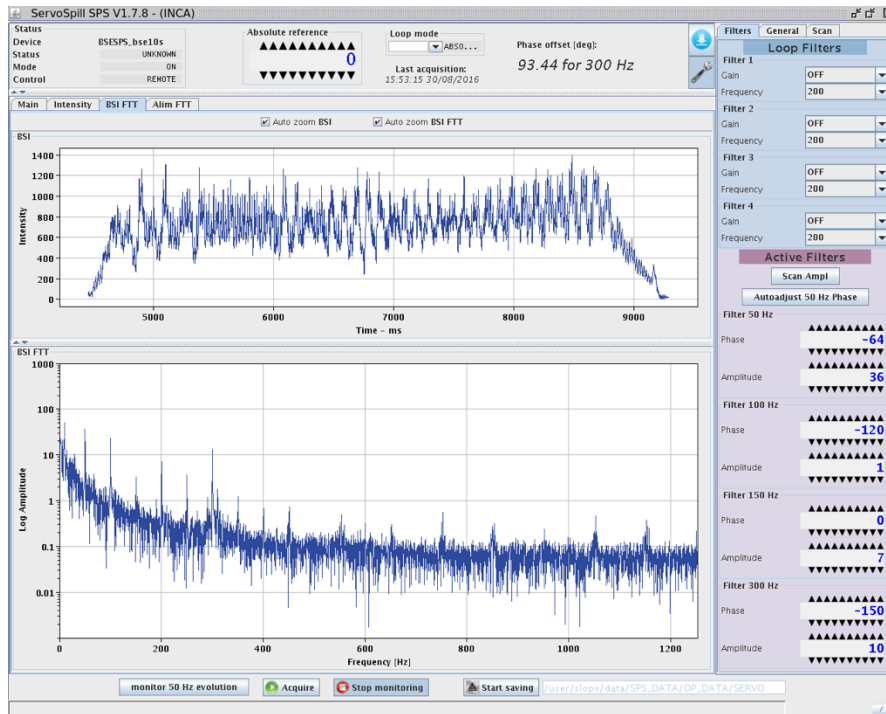 ServoSpill SPS V1.7.8 - (INCA)
Status
Device BSESPS_bse10s
Status UNKNOWN
Mode ON
Control REMOTE
Absolute reference
0
Loop mode
ABSO...
Last acquisition:
15:53:15 30/08/2016
Phase offset [deg]:
93.44 for 300 Hz
Main Intensity BSI FTT Alim FTT
Auto zoom BSI Auto zoom BSI FTT
BSI
Intensity
1400
1200
1000
800
600
400
200
0
5000 6000 7000 8000 9000
Time - ms
BSI FTT
Log Amplitude
1000
100
10
1
0.1
0.01
0 200 400 600 800 1000 1200
Frequency [Hz]
monitor 50 Hz evolution Acquire Stop monitoring Start saving /user/slops/data/SPS_DATA/OP_DATA/SERVO
Filters General Scan
Loop Filters
Filter 1
Gain OFF
Frequency 200
Filter 2
Gain OFF
Frequency 200
Filter 3
Gain OFF
Frequency 200
Filter 4
Gain OFF
Frequency 200
Active Filters
Scan Ampl
Autoadjust 50 Hz Phase
Filter 50 Hz
Phase -64
Amplitude 36
Filter 100 Hz
Phase -120
Amplitude 1
Filter 150 Hz
Phase 0
Amplitude 7
Filter 300 Hz
Phase -150
Amplitude 10